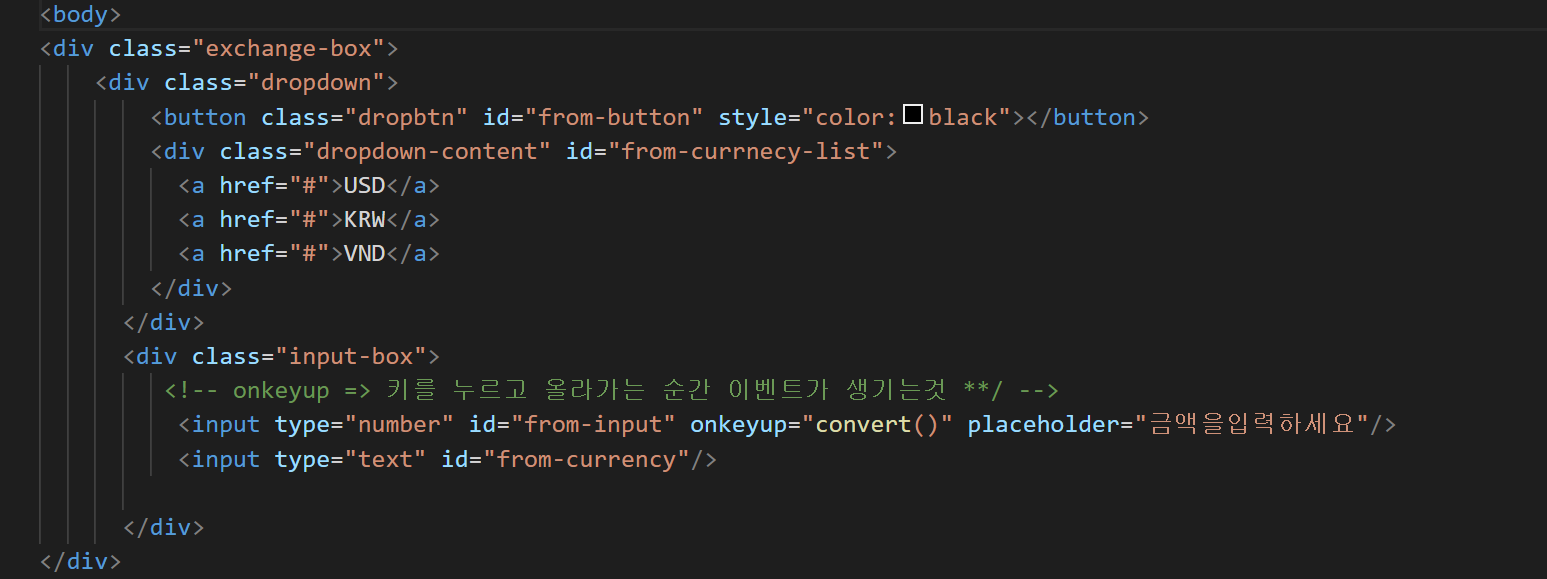 <body>
<div class="exchange-box">
<div class="dropdown">
<button class="dropbtn" id="from-button" style="color:black"></button>
<div class="dropdown-content" id="from-currnecy-list">
<a href="#">USD</a>
<a href="#">KRW</a>
<a href="#">VND</a>
</div>
</div>
<div class="input-box">
<!-- onkeyup => 키를 누르고 올라가는 순간 이벤트가 생기는것 **/ -->
<input type="number" id="from-input" onkeyup="convert()" placeholder="금액을입력하세요"/>
<input type="text" id="from-currency"/>
</div>
</div>